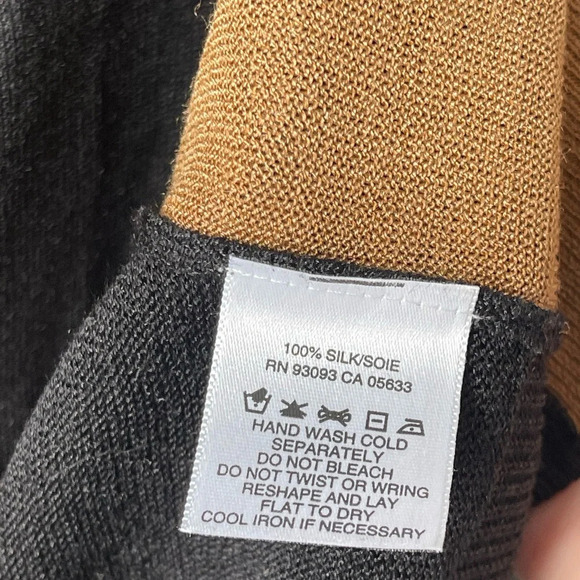 100% SILK/SOIE
RN 93093 CA 05633
HAND WASH COLD
SEPARATELY
DO NOT BLEACH
DO NOT TWIST OR WRING
RESHAPE AND LAY
FLAT TO DRY
COOL IRON IF NECESSARY